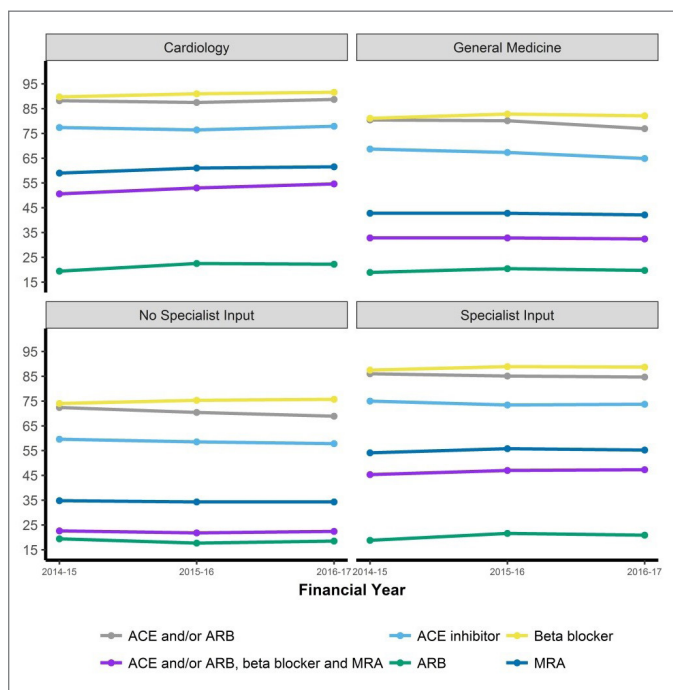 Cardiology
General Medicine
95
85
75
65
55
45
35
25
15
No Specialist Input
Specialist Input
95
85
75
65
55
45
35
25
15
2014-15
2015-16
2016-17
2014-15
2015-16
2016-17
Financial Year
ACE and/or ARB
ACE inhibitor
Beta blocker
ACE and/or ARB, beta blocker and MRA
ARB
MRA